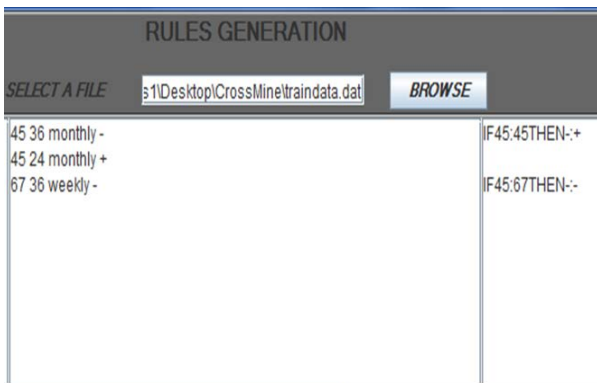 RULES GENERATION
SELECT A FILE
s1\Desktop\CrossMine\traindata.dat
BROWSE
45 36 monthly -
45 24 monthly +
67 36 weekly -
IF45:45THEN-:+
IF45:67THEN-:-